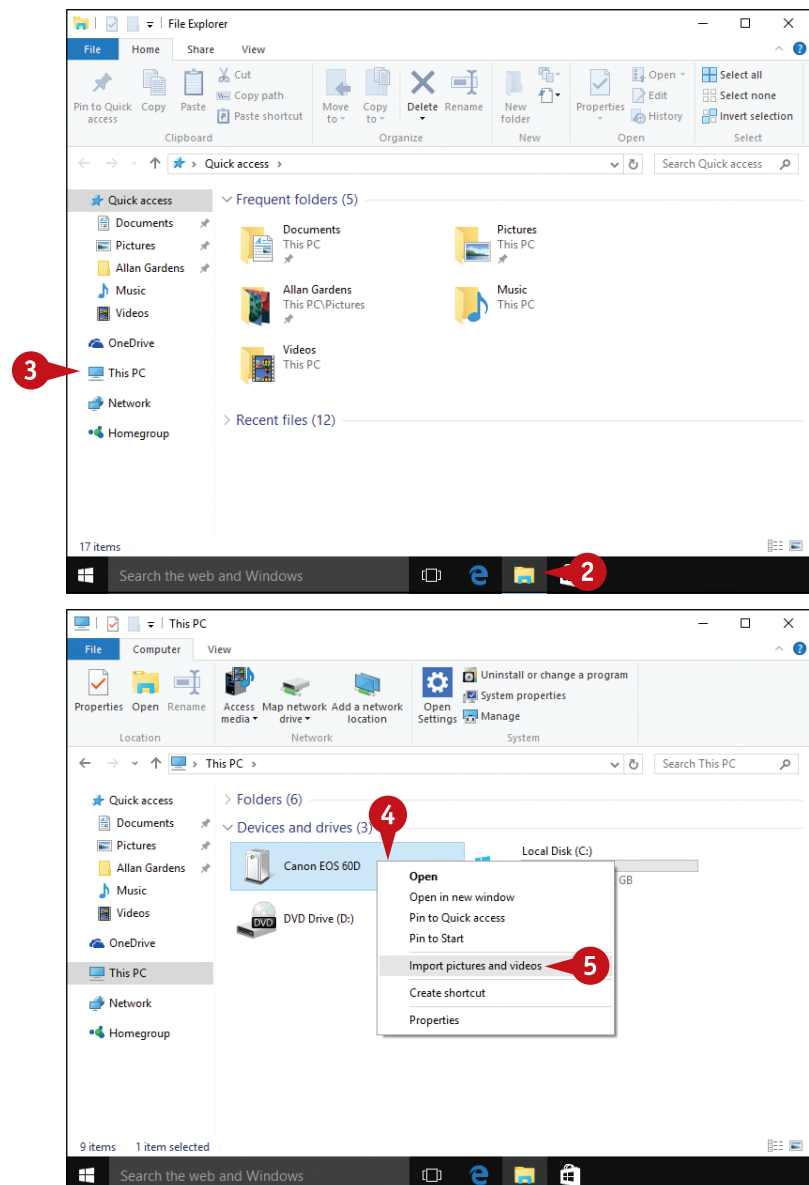 File Explorer
File Home Share View
Pin to Quick access
Copy
Paste
Cut
Copy path
Paste shortcut
Clipboard
Move to
Copy to
Delete
Rename
Organize
New folder
New
Properties
Open
Edit
History
Open
Select all
Select none
Invert selection
Select
Quick access
Search Quick access
Quick access
Documents
Pictures
Allan Gardens
Music
Videos
OneDrive
3
This PC
Network
Homegroup
Frequent folders (5)
Documents
This PC
Pictures
This PC
Allan Gardens
This PC\Pictures
Music
This PC
Videos
This PC
Recent files (12)
17 items
Search the web and Windows
2
This PC
File Computer View
Properties
Open
Rename
Location
Access media
Map network drive
Add a network location
Network
Open Settings
Uninstall or change a program
System properties
Manage
System
This PC
Search This PC
Quick access
Documents
Pictures
Allan Gardens
Music
Videos
OneDrive
This PC
Network
Homegroup
Folders (6)
Devices and drives (3)
4
Canon EOS 60D
Local Disk (C:)
GB
DVD
DVD Drive (D:)
Open
Open in new window
Pin to Quick access
Pin to Start
Import pictures and videos
5
Create shortcut
Properties
9 items 1 item selected
Search the web and Windows